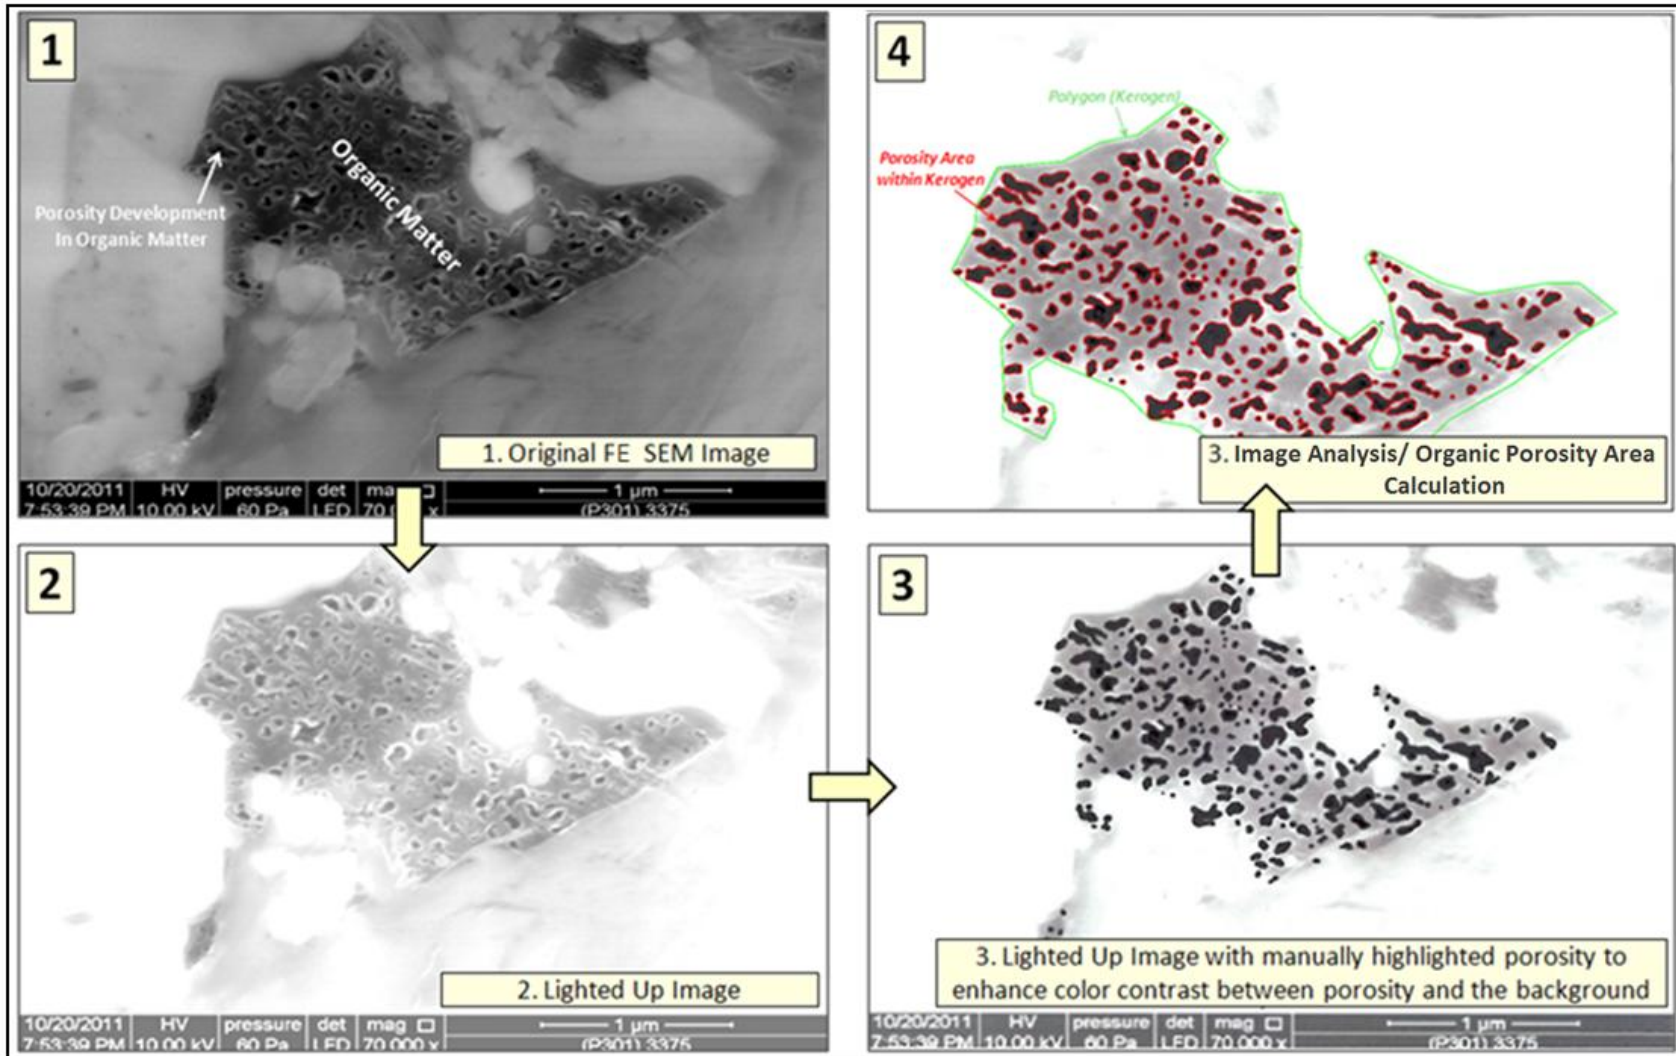 1
Organic Matter
Porosity Development
In Organic Matter
1. Original FE SEM Image
10/20/2011 HV pressure det 1 µm
7:53:39 PM 10.00 kV 60 Pa LFD x (P301) 3375
2
2. Lighted Up Image
10/20/2011 HV pressure det mag 1 µm
7:53:39 PM 10.00 kV 60 Pa LFD 70 000 x (P301) 3375
3
3. Lighted Up Image with manually highlighted porosity to
enhance color contrast between porosity and the background
10/20/2011 HV pressure det mag 1 µm
7:53:39 PM 10.00 kV 60 Pa LFD 70 000 x (P301) 3375
4
Polygon (Kerogen)
Porosity Area
within Kerogen
3. Image Analysis/ Organic Porosity Area
Calculation